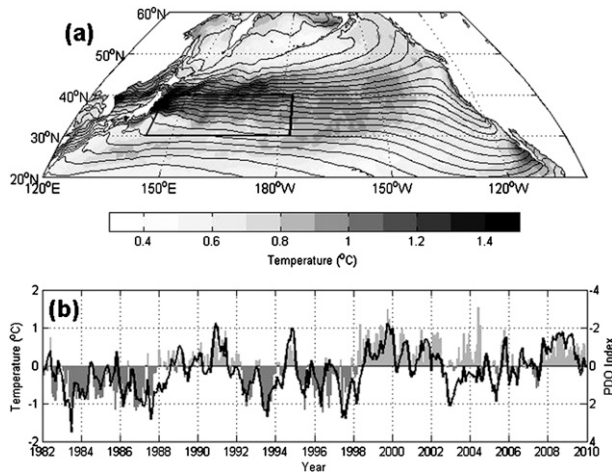 (a)
60°N
50°N
40°N
30°N
20°N
120°E
150°E
180°W
150°W
120°W
0.4 0.6 0.8 1 1.2 1.4
Temperature (°C)
(b)
Temperature (°C)
2
1
0
-1
-2
-4
-2
0
2
4
PDO Index
1982 1984 1986 1988 1990 1992 1994 1996 1998 2000 2002 2004 2006 2008 2010
Year